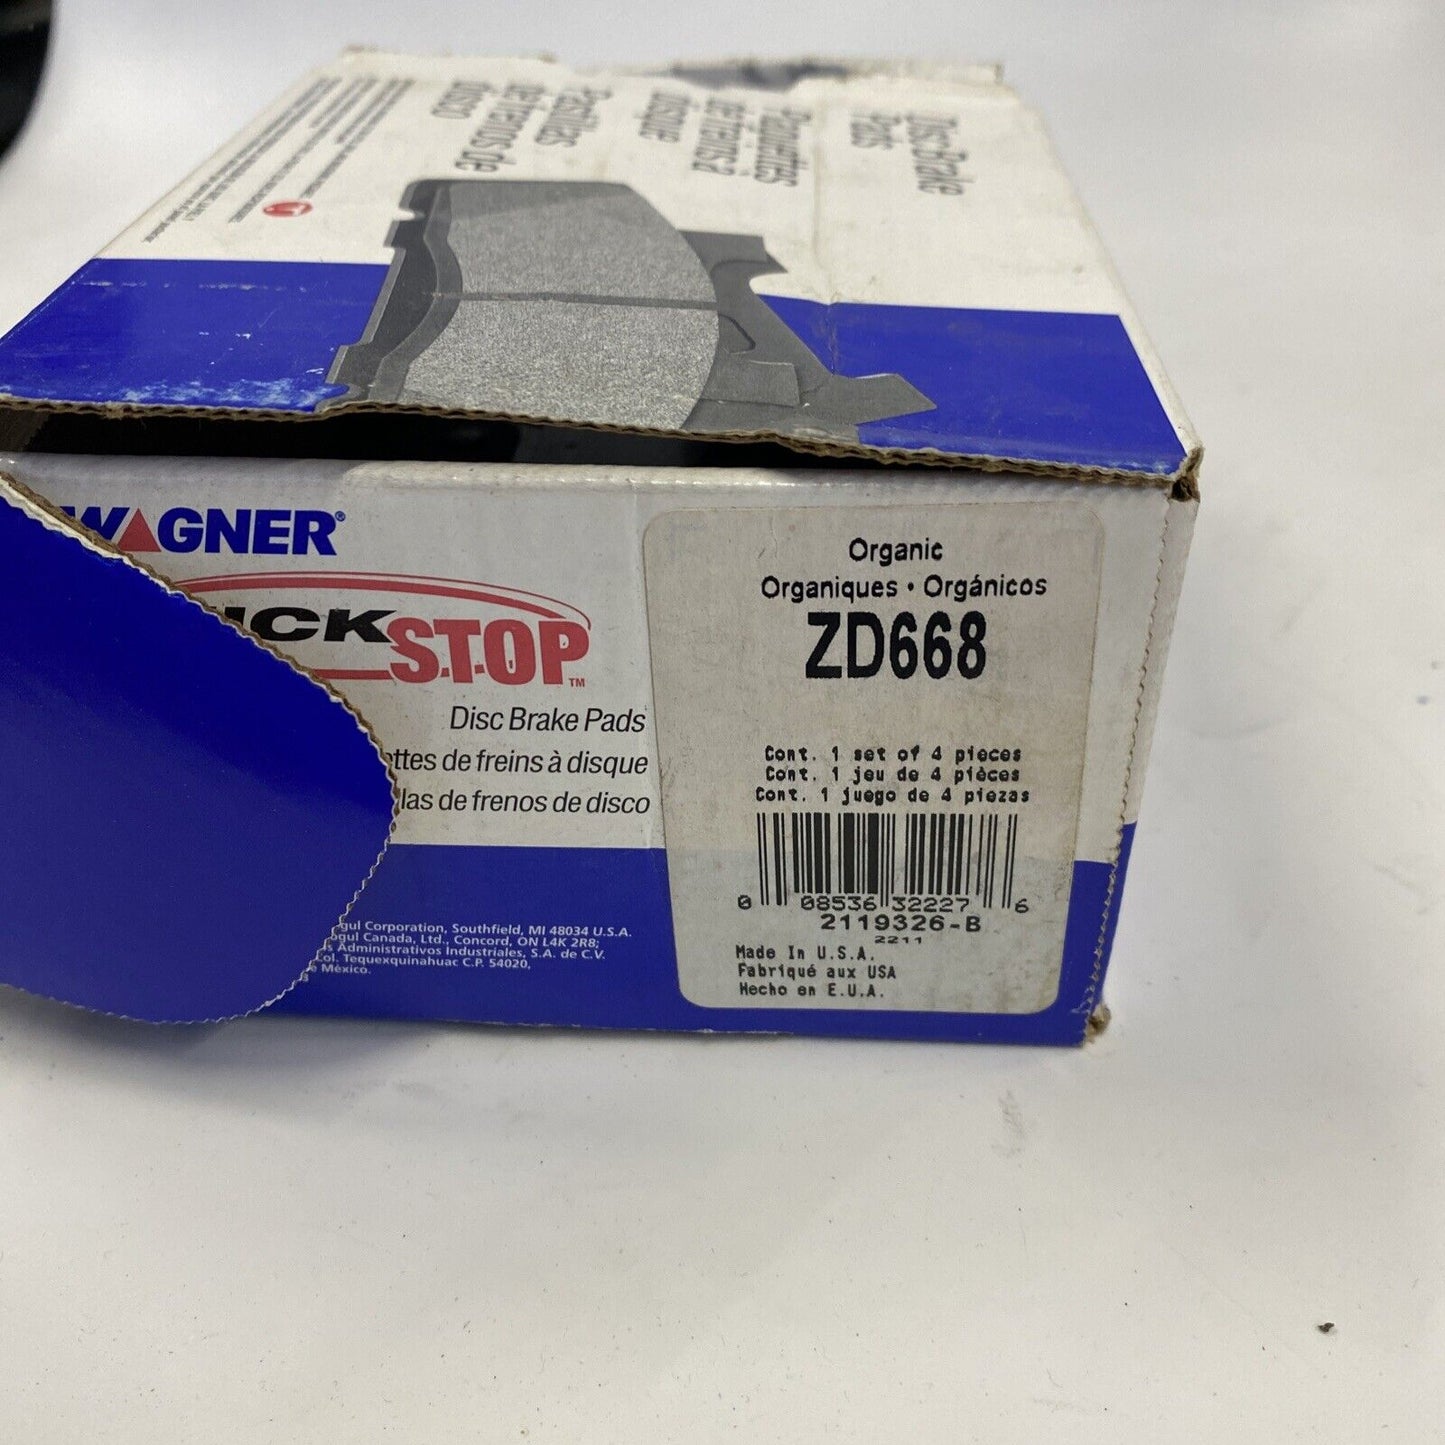 Disc Brake
Pads
Plaquettes
de freins à
disque
Pastillas
de frenos de
disco
WAGNER®
ICK
STOP™
Disc Brake Pads
ttes de freins à disque
las de frenos de disco
gul Corporation, Southfield, MI 48034 U.S.A.
ogul Canada, Ltd., Concord, ON L4K 2R8;
s Administrativos Industriales, S.A. de C.V.
Col. Tequexquinahuac C.P. 54020,
México.
Organic
Organiques • Orgánicos
ZD668
Cont. 1 set of 4 pieces
Cont. 1 jeu de 4 pièces
Cont. 1 juego de 4 piezas
0 08536 32227 6
2119326-B
2211
Made In U.S.A.
Fabriqué aux USA
Hecho en E.U.A.